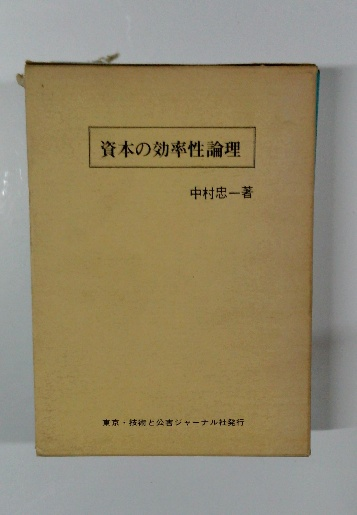 資本の効率性論理
中村忠一著
東京・技術と公害ジャーナル社発行